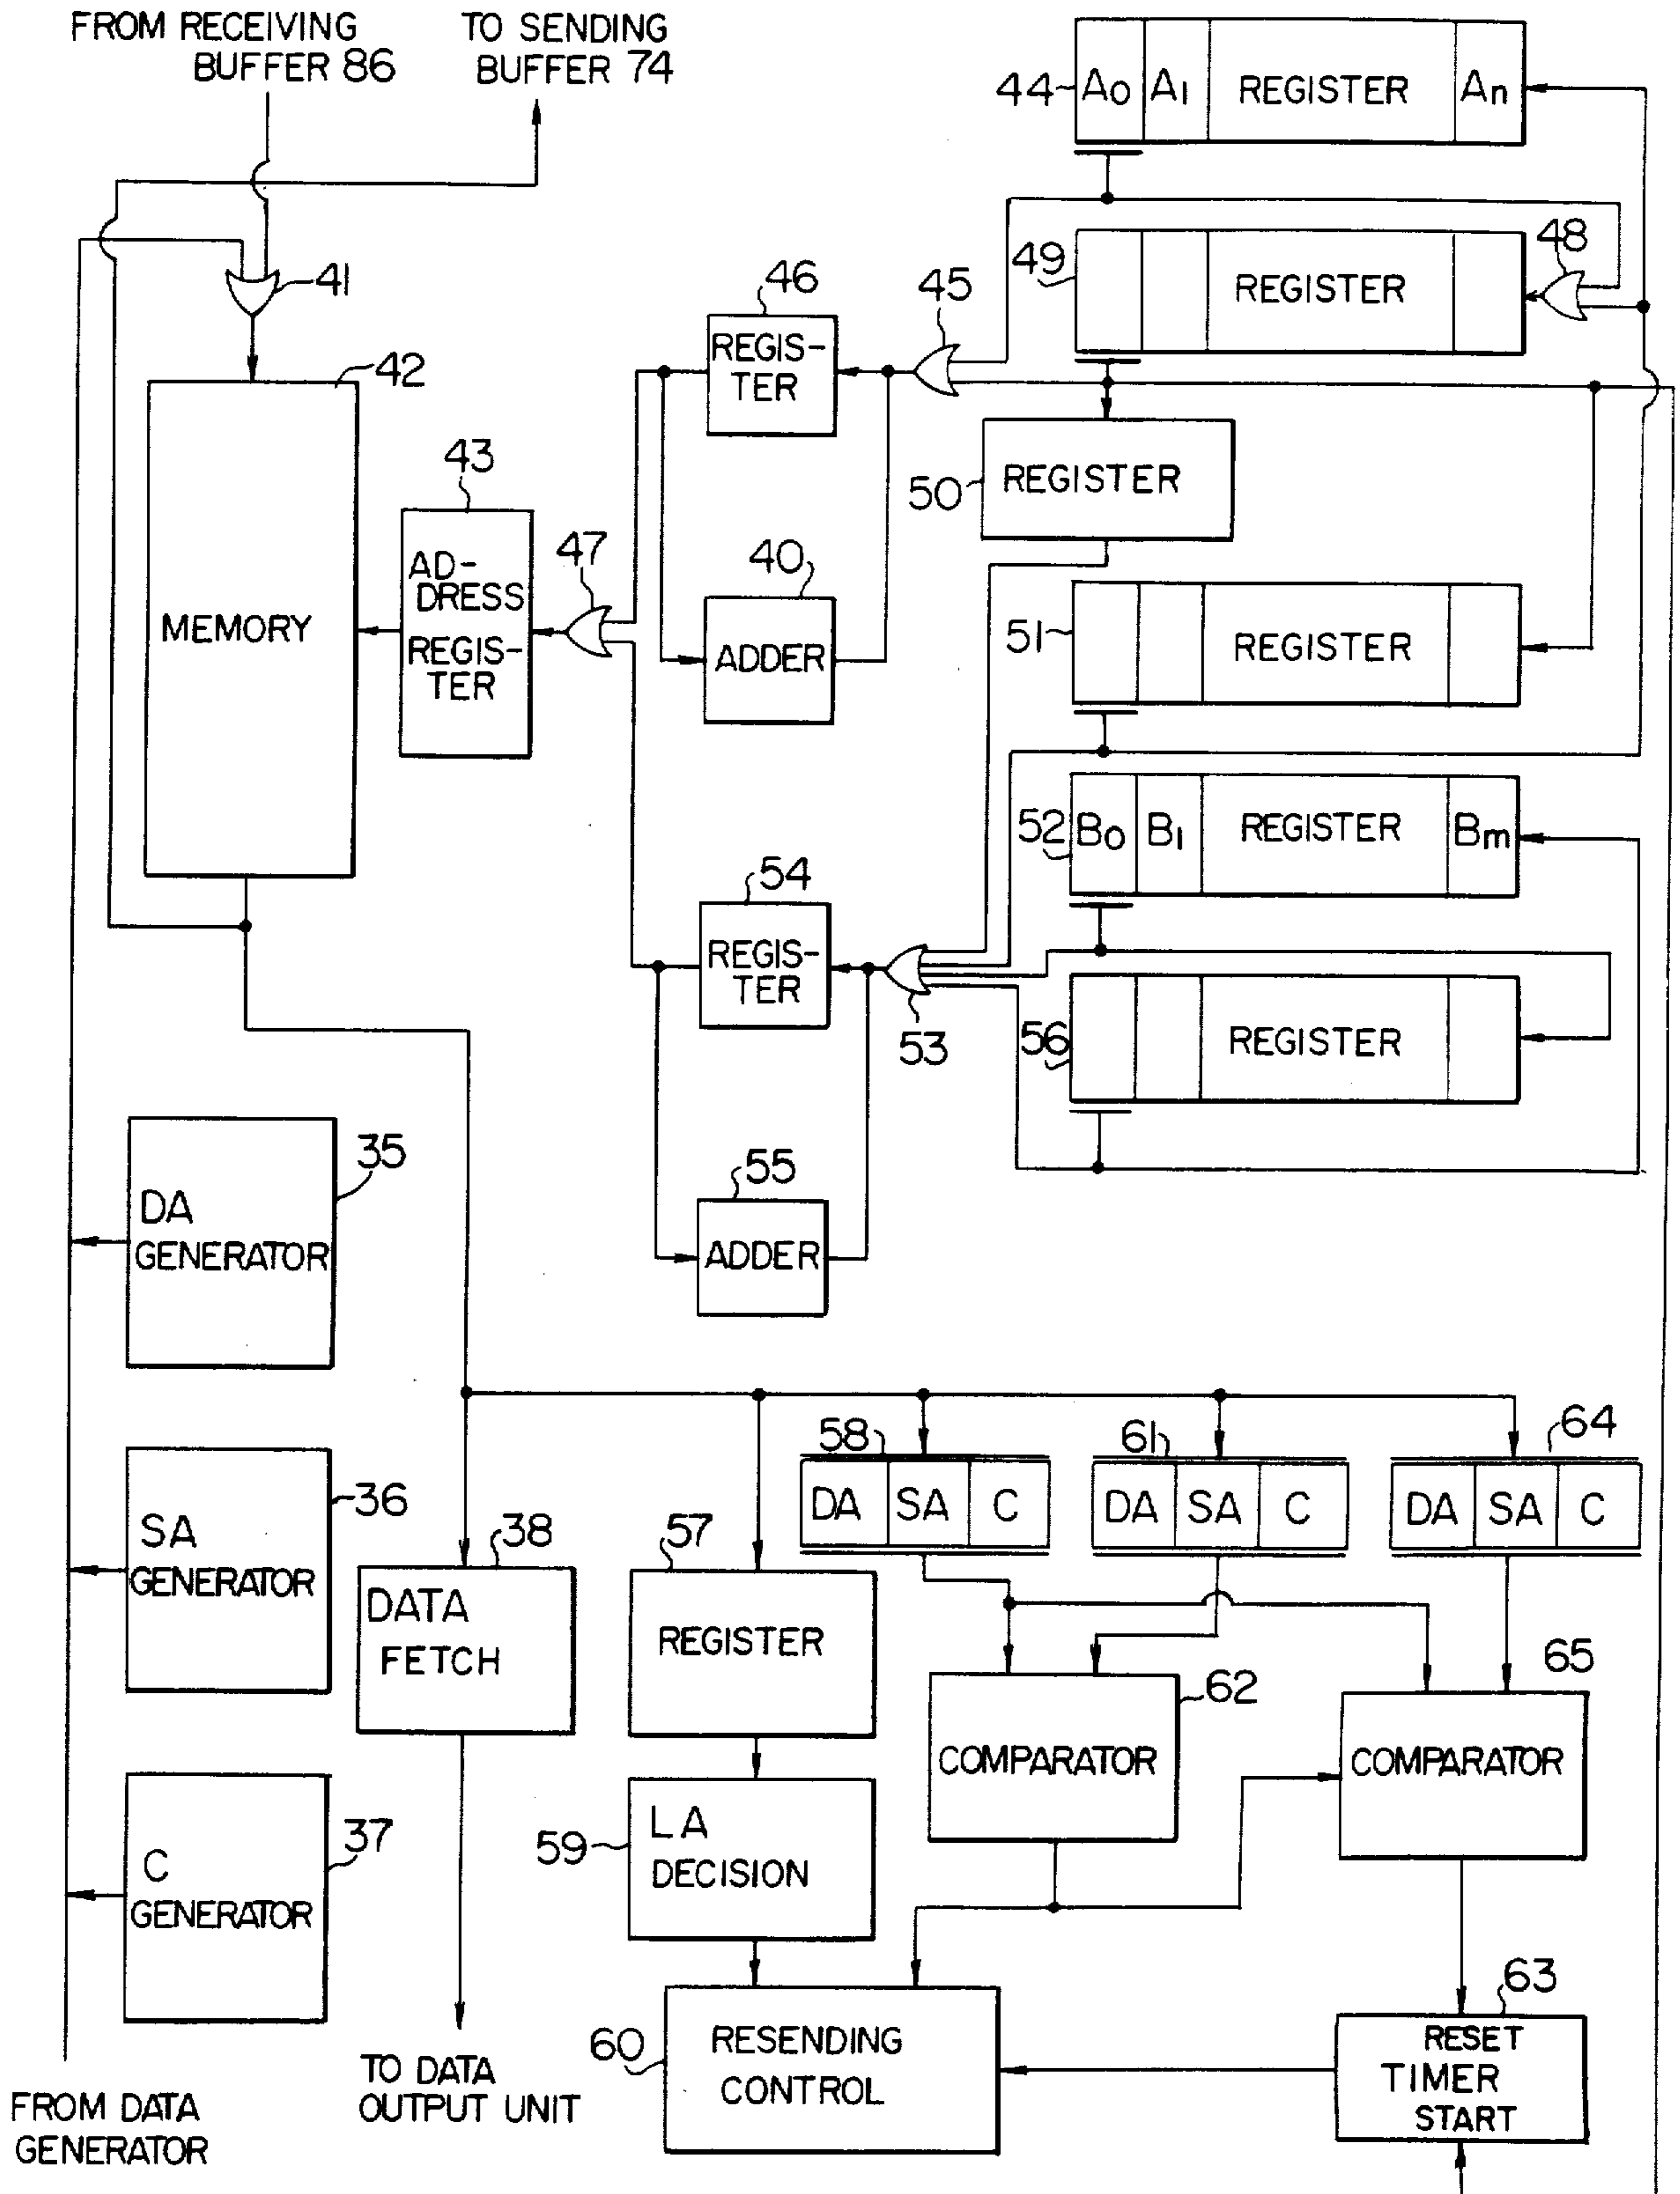 FROM RECEIVING
BUFFER 86
TO SENDING
BUFFER 74
44
A0
A1
REGISTER
An
49
REGISTER
48
41
46
REGIS-
TER
45
42
MEMORY
50
REGISTER
43
AD-
DRESS
REGIS-
TER
47
40
ADDER
51
REGISTER
52
B0
B1
REGISTER
Bm
54
REGIS-
TER
53
56
REGISTER
35
DA
GENERATOR
55
ADDER
58
DA
SA
C
61
DA
SA
C
64
DA
SA
C
36
SA
GENERATOR
38
DATA
FETCH
57
REGISTER
62
COMPARATOR
65
COMPARATOR
37
C
GENERATOR
59
LA
DECISION
60
RESENDING
CONTROL
63
RESET
TIMER
START
TO DATA
OUTPUT UNIT
FROM DATA
GENERATOR